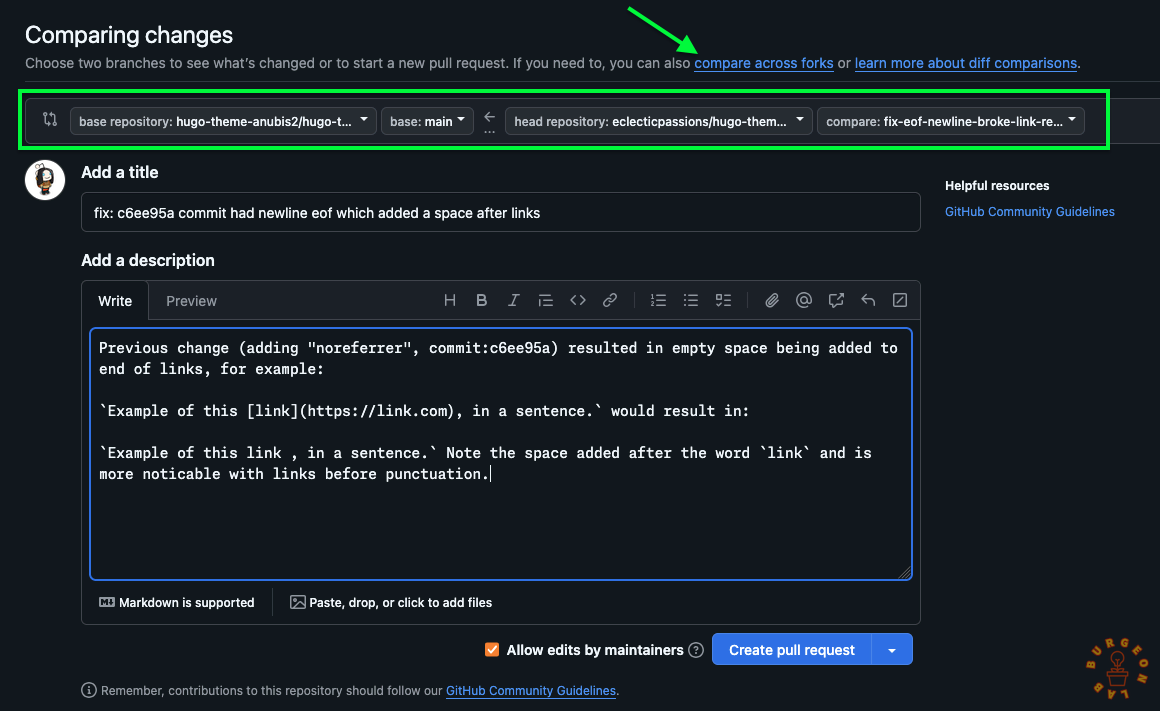 Comparing changes
Choose two branches to see what's changed or to start a new pull request. If you need to, you can also compare across forks or learn more about diff comparisons.
base repository: hugo-theme-anubis2/hugo-t... base: main ... head repository: eclecticpassions/hugo-them... compare: fix-eof-newline-broke-link-re...
Add a title
Helpful resources
GitHub Community Guidelines
fix: c6ee95a commit had newline eof which added a space after links
Add a description
Write Preview H B I
Previous change (adding "noreferrer", commit:c6ee95a) resulted in empty space being added to
end of links, for example:
`Example of this [link](https://link.com), in a sentence.` would result in:
`Example of this link , in a sentence.` Note the space added after the word `link` and is
more noticable with links before punctuation.
Markdown is supported Paste, drop, or click to add files
Allow edits by maintainers Create pull request
Remember, contributions to this repository should follow our GitHub Community Guidelines.
BURGEON LAB